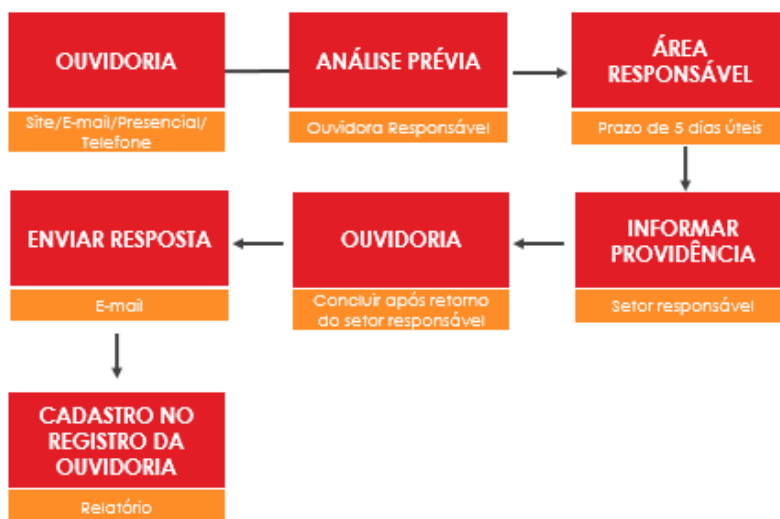 OUVIDORIA
Site/E-mail/Presencial/
Telefone
ANÁLISE PRÉVIA
Ouvidora Responsável
ÁREA
RESPONSÁVEL
Prazo de 5 dias úteis
INFORMAR
PROVIDÊNCIA
Setor responsável
OUVIDORIA
Concluir após retorno
do setor responsável
ENVIAR RESPOSTA
E-mail
CADASTRO NO
REGISTRO DA
OUVIDORIA
Relatório